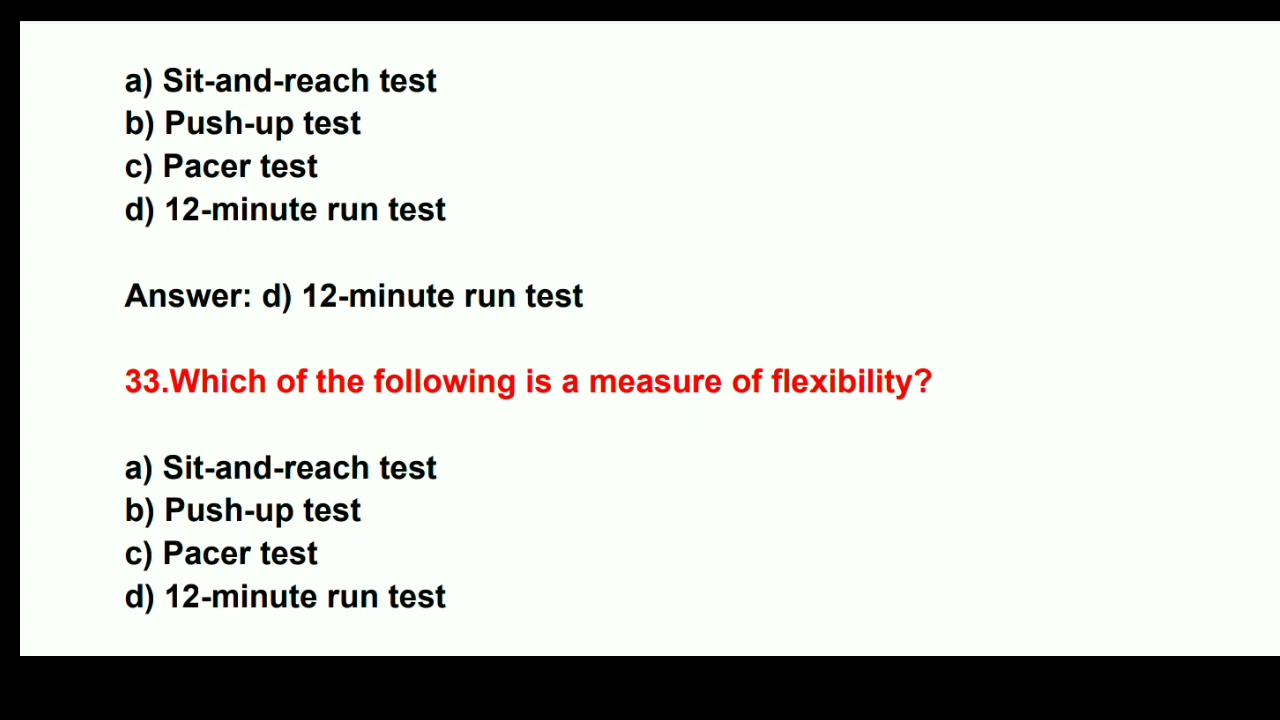 a) Sit-and-reach test
b) Push-up test
c) Pacer test
d) 12-minute run test
Answer: d) 12-minute run test
33.Which of the following is a measure of flexibility?
a) Sit-and-reach test
b) Push-up test
c) Pacer test
d) 12-minute run test